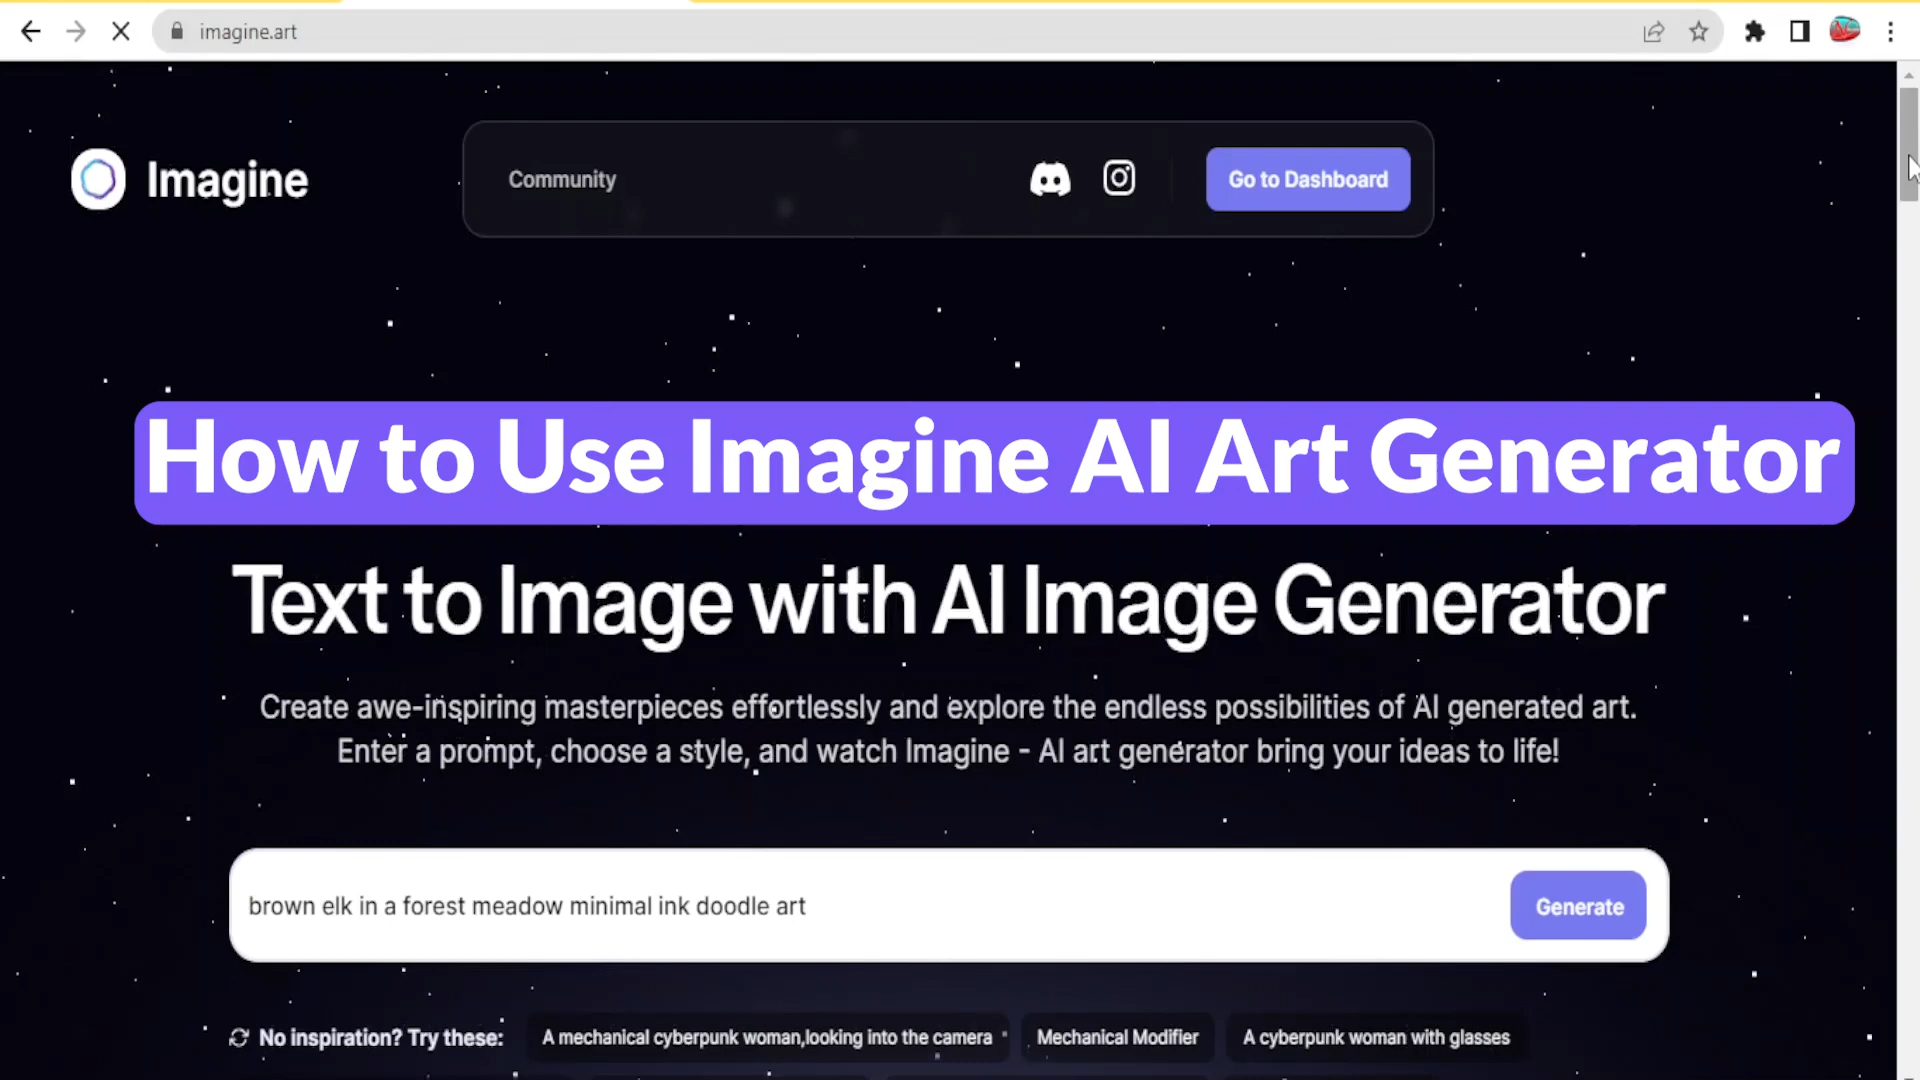 imagine.art
Imagine
Community
Go to Dashboard
How to Use Imagine AI Art Generator
Text to Image with AI Image Generator
Create awe-inspiring masterpieces effortlessly and explore the endless possibilities of AI generated art.
Enter a prompt, choose a style, and watch Imagine - AI art generator bring your ideas to life!
brown elk in a forest meadow minimal ink doodle art
Generate
No inspiration? Try these:
A mechanical cyberpunk woman,looking into the camera
Mechanical Modifier
A cyberpunk woman with glasses